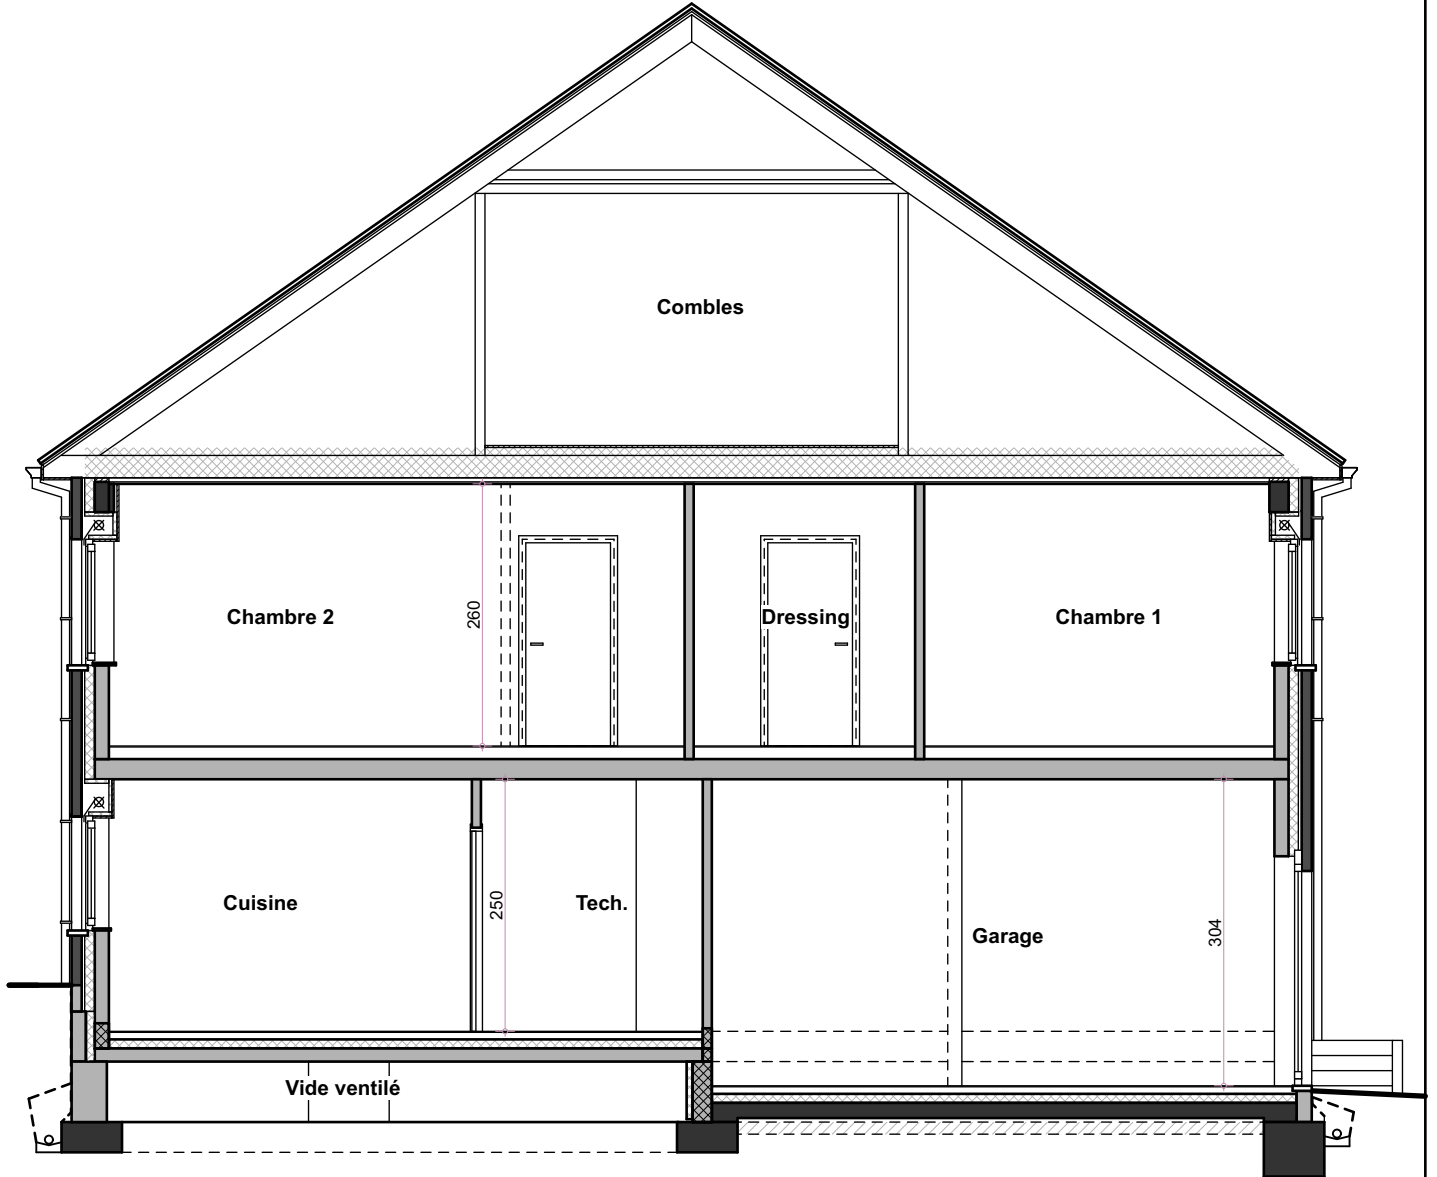 Combles
Chambre 2
260
Dressing
Chambre 1
Cuisine
250
Tech.
Garage
304
Vide ventilé